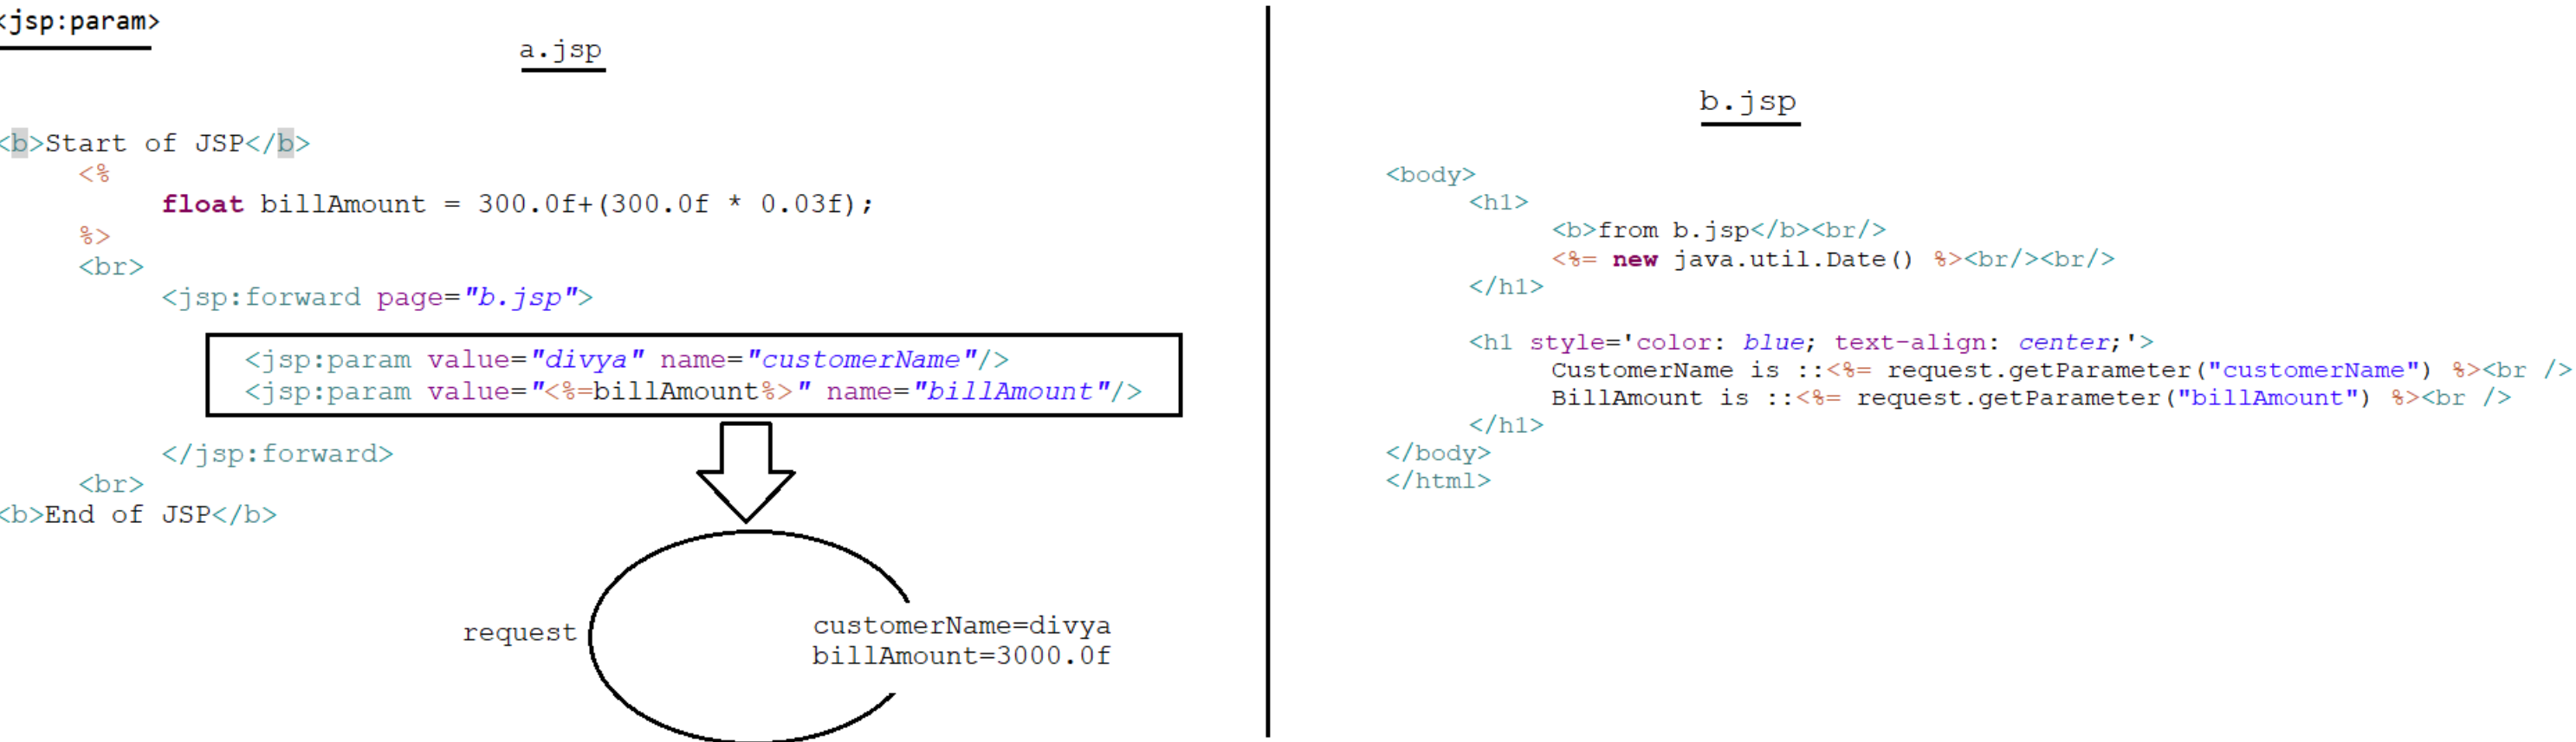 <jsp:param>
a.jsp
<b>Start of JSP</b>
<%
float billAmount = 300.0f+(300.0f * 0.03f);
%>
<br>
<jsp:forward page="b.jsp">
<jsp:param value="divya" name="customerName"/>
<jsp:param value="<%=billAmount%>" name="billAmount"/>
</jsp:forward>
<br>
<b>End of JSP</b>
request
customerName=divya
billAmount=3000.0f
b.jsp
<body>
<h1>
<b>from b.jsp</b><br/>
<%= new java.util.Date() %><br/><br/>
</h1>
<h1 style='color: blue; text-align: center;'>
CustomerName is ::<%= request.getParameter("customerName") %><br />
BillAmount is ::<%= request.getParameter("billAmount") %><br />
</h1>
</body>
</html>